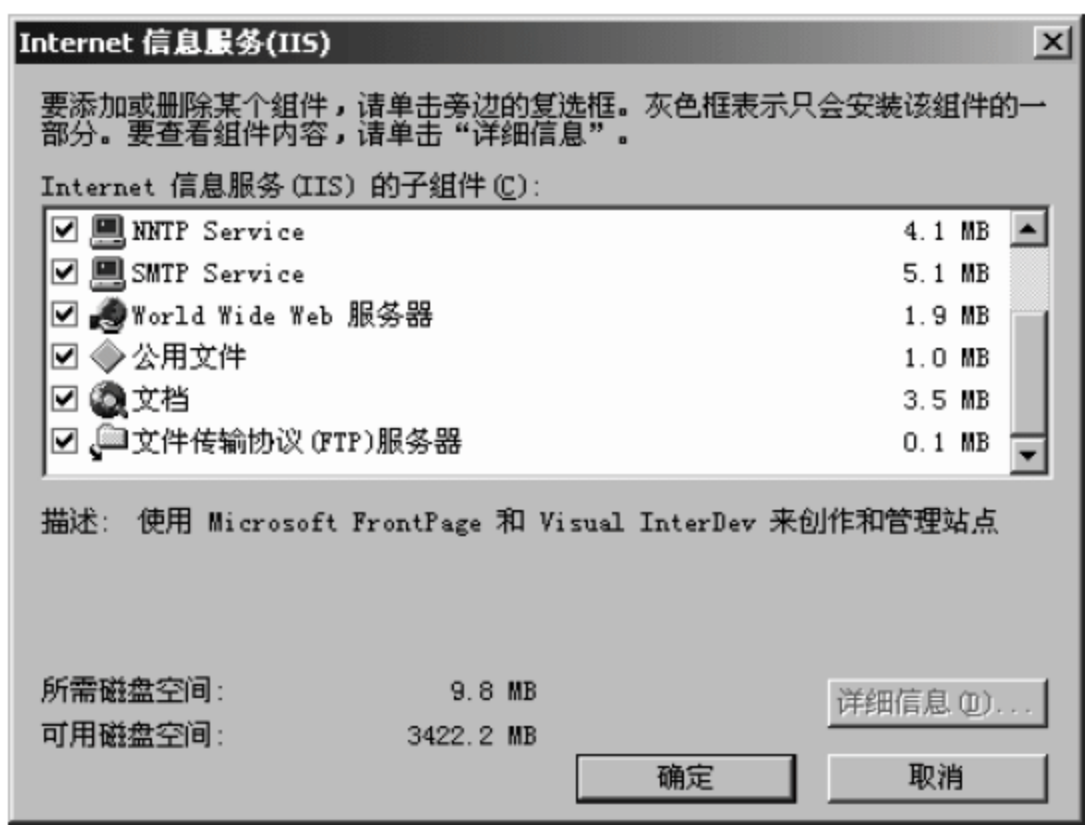 Internet 信息服务(IIS)
要添加或删除某个组件，请单击旁边的复选框。灰色框表示只会安装该组件的一
部分。要查看组件内容，请单击“详细信息”。
Internet 信息服务(IIS) 的子组件(C):
NNTP Service 4.1 MB
SMTP Service 5.1 MB
World Wide Web 服务器 1.9 MB
公用文件 1.0 MB
文档 3.5 MB
文件传输协议(FTP)服务器 0.1 MB
描述: 使用 Microsoft FrontPage 和 Visual InterDev 来创作和管理站点
所需磁盘空间: 9.8 MB
详细信息(D)...
可用磁盘空间: 3422.2 MB
确定 取消